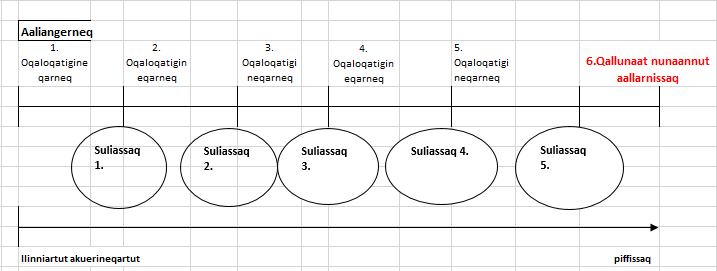 Aaliangerneq
1.
Oqaloqatigine
qarneq
2.
Oqaloqatigin
eqarneq
3.
Oqaloqatigi
neqarneq
4.
Oqaloqatigin
eqarneq
5.
Oqaloqatigi
neqarneq
6.Qallunaat nunaannut
aallarnissaq
Suliassaq
1.
Suliassaq
2.
Suliassaq
3.
Suliassaq 4.
Suliassaq
5.
Ilinniartut akuerineqartut
piffissaq